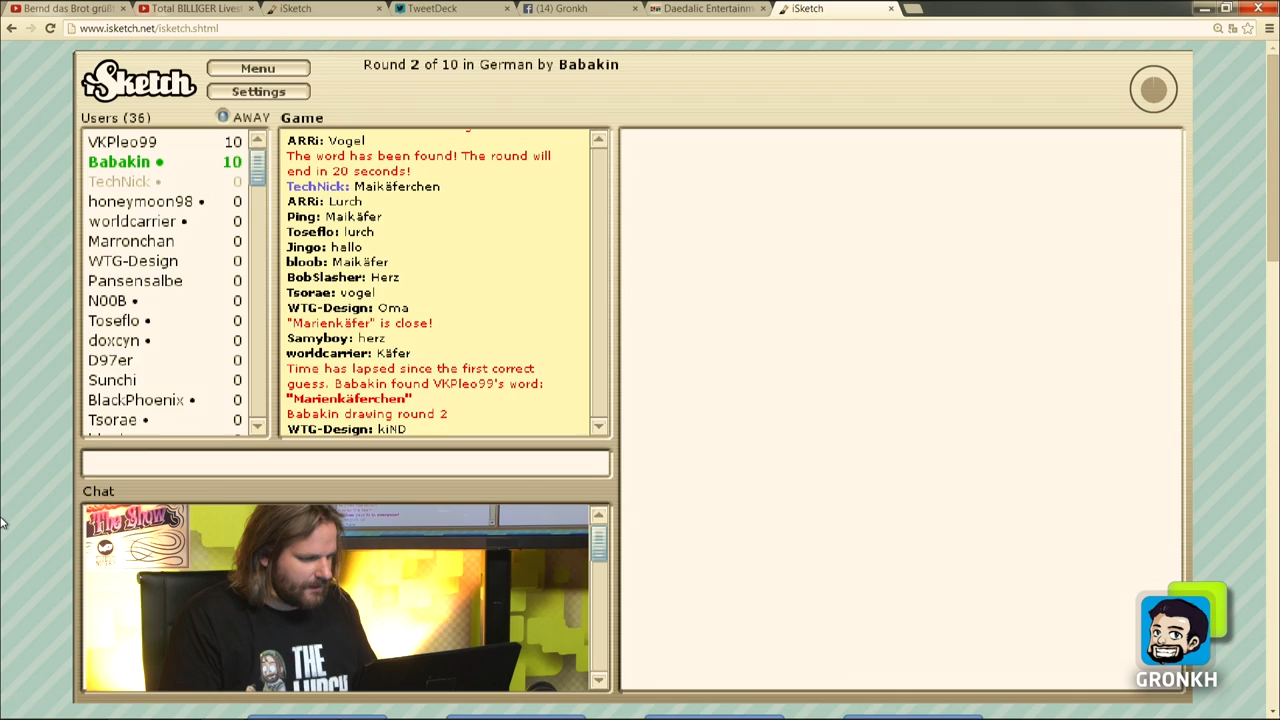 Bernd das Brot grüß
Total BILLIGER Livest
iSketch
TweetDeck
(14) Gronkh
Daedalic Entertainm
iSketch
www.isketch.net/isketch.shtml
iSketch
Menu
Settings
Round 2 of 10 in German by Babakin
Users (36)
AWAY
Game
VKPleo99 10
Babakin • 10
TechNick • 0
honeymoon98 • 0
worldcarrier • 0
Marronchan 0
WTG-Design 0
Pansensalbe 0
N00B • 0
Toseflo • 0
doxcyn • 0
D97er 0
Sunchi 0
BlackPhoenix • 0
Tsorae • 0
ARRi: Vogel
The word has been found! The round will
end in 20 seconds!
TechNick: Maikäferchen
ARRi: Lurch
Ping: Maikäfer
Toseflo: lurch
Jingo: hallo
bloob: Maikäfer
BobSlasher: Herz
Tsorae: vogel
WTG-Design: Oma
"Marienkäfer" is close!
Samyboy: herz
worldcarrier: Käfer
Time has lapsed since the first correct
guess. Babakin found VKPleo99's word:
"Marienkäferchen"
Babakin drawing round 2
WTG-Design: kiND
Chat
The Show
THE
LURCH
GRONKH